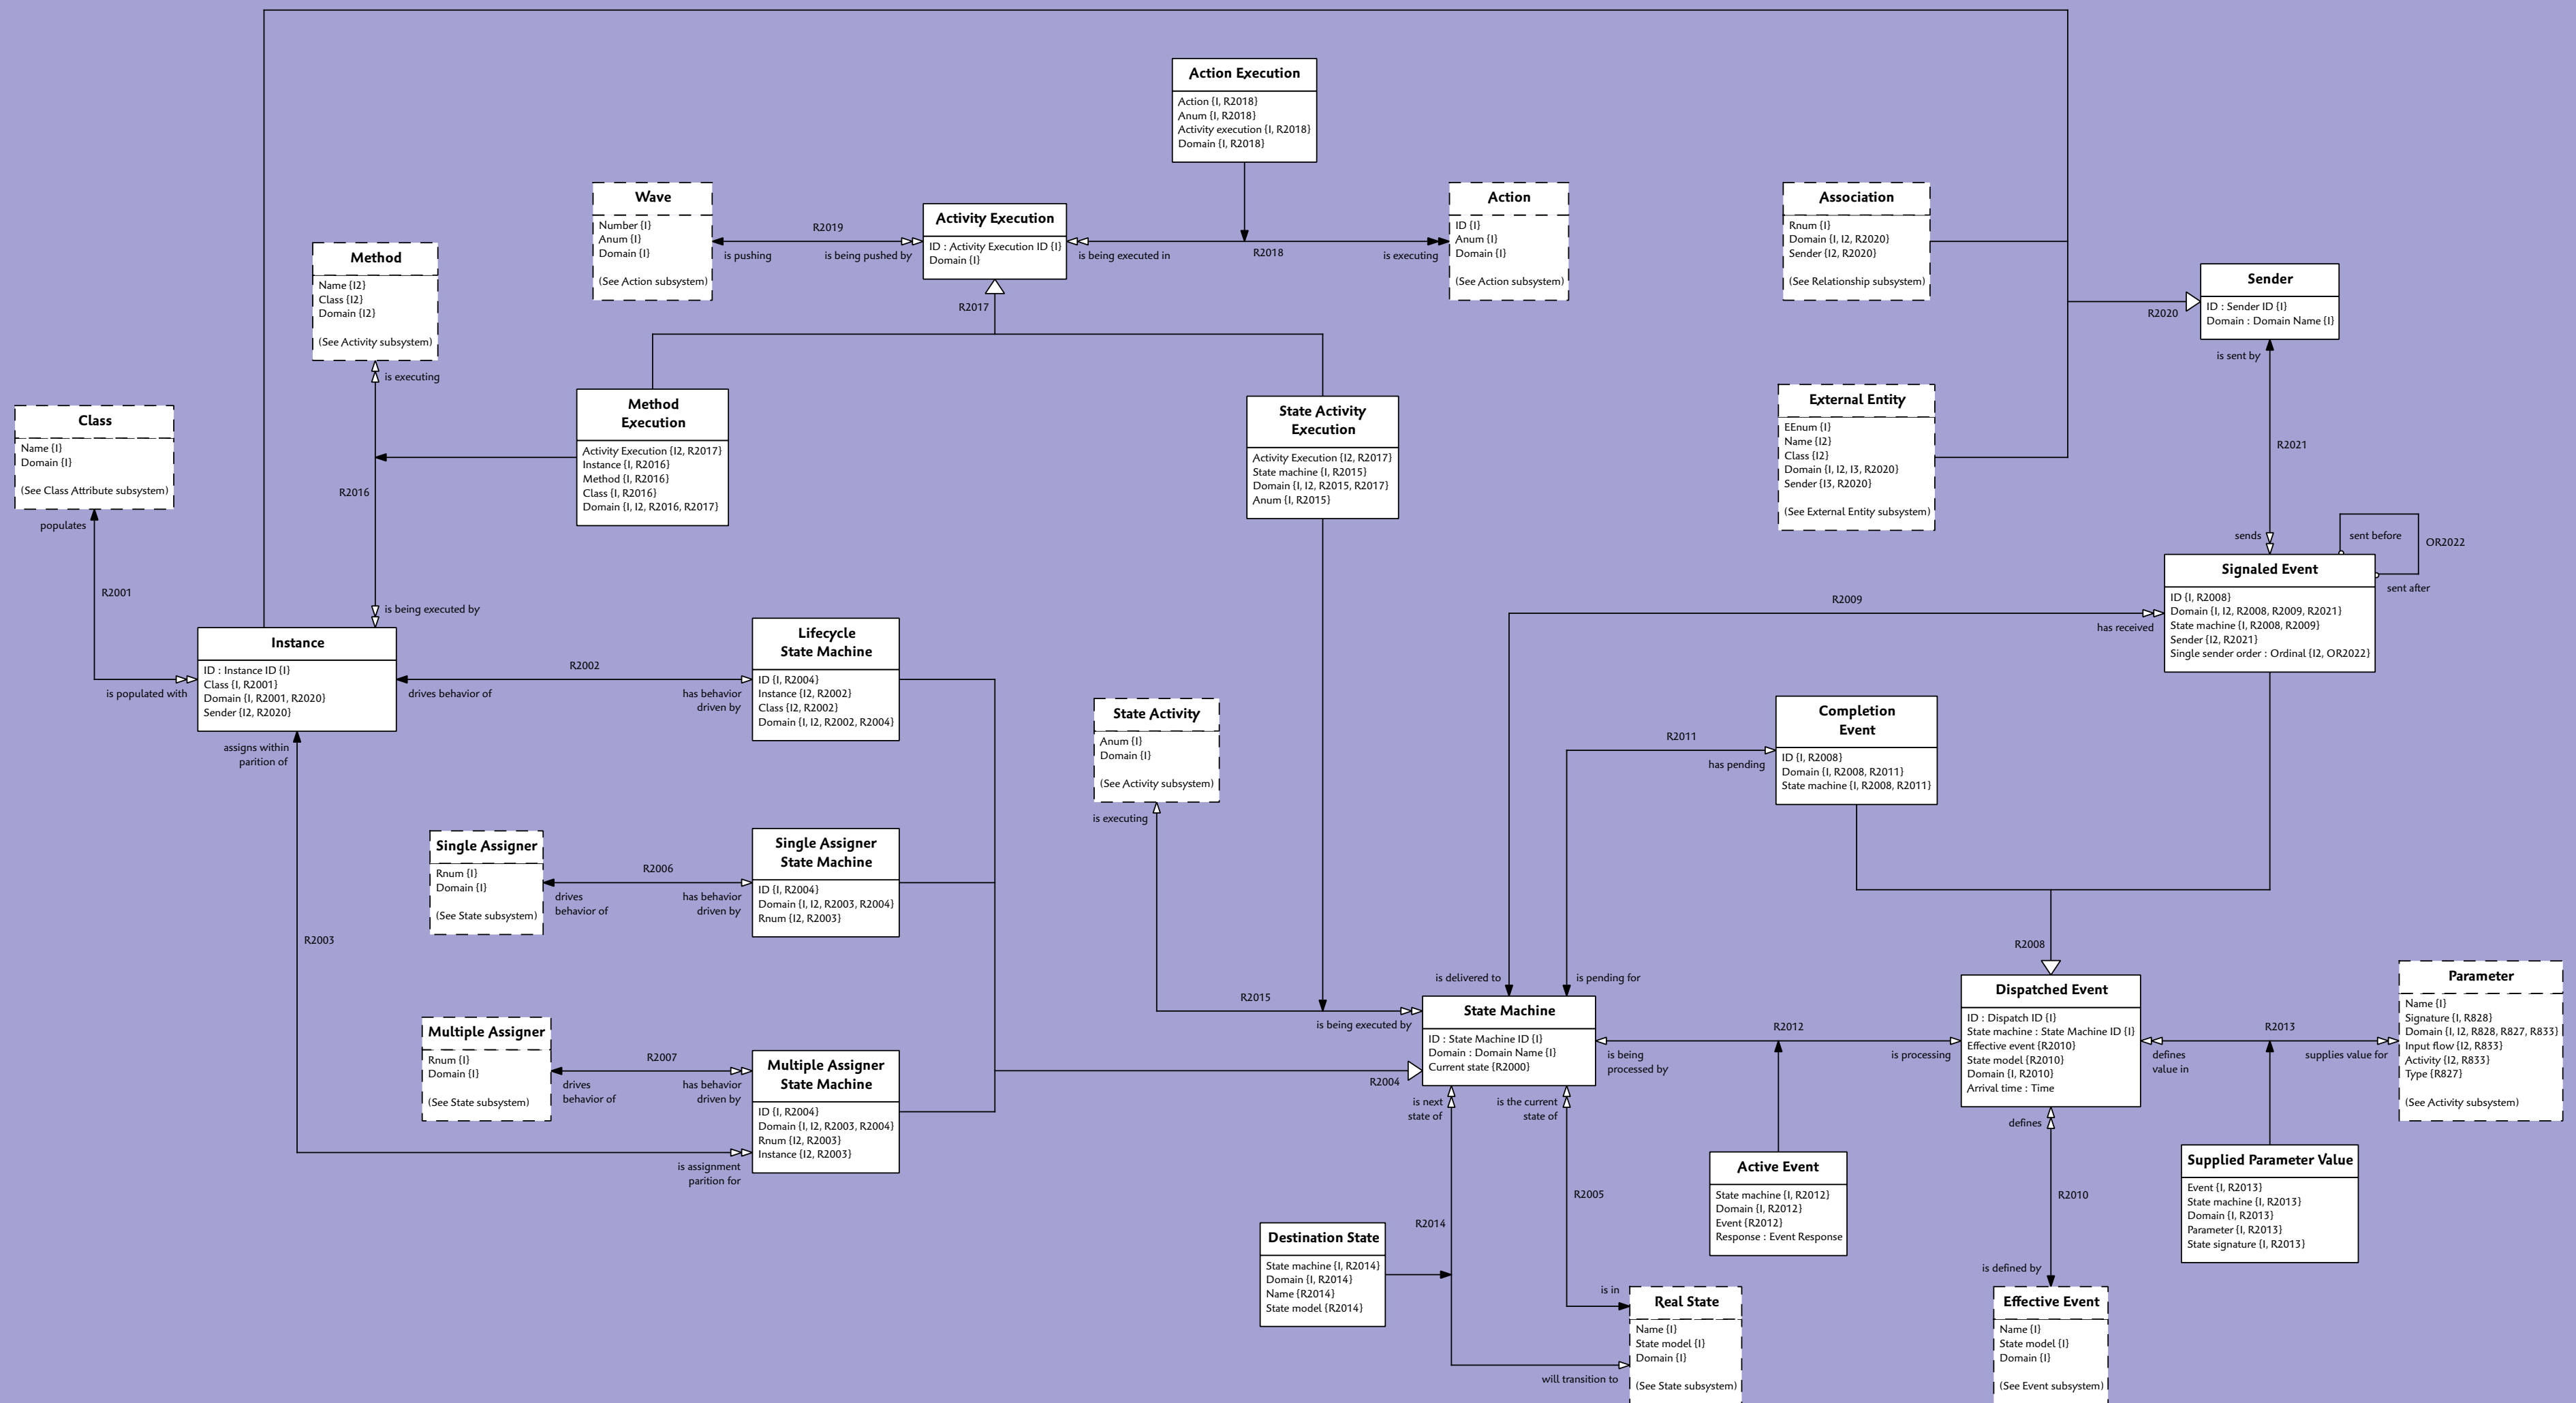 Action Execution
Action {I, R2018}
Anum {I, R2018}
Activity execution {I, R2018}
Domain {I, R2018}
Wave
Number {I}
Anum {I}
Domain {I}
(See Action subsystem)
R2019
is pushing
is being pushed by
Activity Execution
ID : Activity Execution ID {I}
Domain {I}
is being executed in
R2018
is executing
Action
ID {I}
Anum {I}
Domain {I}
(See Action subsystem)
Association
Rnum {I}
Domain {I, I2, R2020}
Sender {I2, R2020}
(See Relationship subsystem)
Sender
ID : Sender ID {I}
Domain : Domain Name {I}
R2020
is sent by
Method
Name {I2}
Class {I2}
Domain {I2}
(See Activity subsystem)
is executing
R2017
Class
Name {I}
Domain {I}
(See Class Attribute subsystem)
populates
R2016
Method
Execution
Activity Execution {I2, R2017}
Instance {I, R2016}
Method {I, R2016}
Class {I, R2016}
Domain {I, I2, R2016, R2017}
State Activity
Execution
Activity Execution {I2, R2017}
State machine {I, R2015}
Domain {I, I2, R2015, R2017}
Anum {I, R2015}
External Entity
EEnum {I}
Name {I2}
Class {I2}
Domain {I, I2, I3, R2020}
Sender {I3, R2020}
(See External Entity subsystem)
R2021
sends
sent before
OR2022
sent after
Signaled Event
ID {I, R2008}
Domain {I, I2, R2008, R2009, R2021}
State machine {I, R2008, R2009}
Sender {I2, R2021}
Single sender order : Ordinal {I2, OR2022}
R2009
has received
R2001
is being executed by
is populated with
Instance
ID : Instance ID {I}
Class {I, R2001}
Domain {I, R2001, R2020}
Sender {I2, R2020}
R2002
drives behavior of
has behavior
driven by
Lifecycle
State Machine
ID {I, R2004}
Instance {I2, R2002}
Class {I2, R2002}
Domain {I, I2, R2002, R2004}
assigns within
parition of
State Activity
Anum {I}
Domain {I}
(See Activity subsystem)
is executing
R2011
has pending
Completion
Event
ID {I, R2008}
Domain {I, R2008, R2011}
State machine {I, R2008, R2011}
Single Assigner
Rnum {I}
Domain {I}
(See State subsystem)
R2006
drives
behavior of
has behavior
driven by
Single Assigner
State Machine
ID {I, R2004}
Domain {I, I2, R2003, R2004}
Rnum {I2, R2003}
R2003
R2008
is delivered to
is pending for
R2015
is being executed by
State Machine
ID : State Machine ID {I}
Domain : Domain Name {I}
Current state {R2000}
R2004
R2012
is being
processed by
is processing
Dispatched Event
ID : Dispatch ID {I}
State machine : State Machine ID {I}
Effective event {R2010}
State model {R2010}
Domain {I, R2010}
Arrival time : Time
R2013
defines
value in
supplies value for
Parameter
Name {I}
Signature {I, R828}
Domain {I, I2, R828, R827, R833}
Input flow {I2, R833}
Activity {I2, R833}
Type {R827}
(See Activity subsystem)
Multiple Assigner
Rnum {I}
Domain {I}
(See State subsystem)
R2007
drives
behavior of
has behavior
driven by
Multiple Assigner
State Machine
ID {I, R2004}
Domain {I, I2, R2003, R2004}
Rnum {I2, R2003}
Instance {I2, R2003}
is assignment
parition for
is next
state of
is the current
state of
defines
Active Event
State machine {I, R2012}
Domain {I, R2012}
Event {R2012}
Response : Event Response
Supplied Parameter Value
Event {I, R2013}
State machine {I, R2013}
Domain {I, R2013}
Parameter {I, R2013}
State signature {I, R2013}
R2014
R2005
R2010
Destination State
State machine {I, R2014}
Domain {I, R2014}
Name {R2014}
State model {R2014}
is in
will transition to
Real State
Name {I}
State model {I}
Domain {I}
(See State subsystem)
is defined by
Effective Event
Name {I}
State model {I}
Domain {I}
(See Event subsystem)